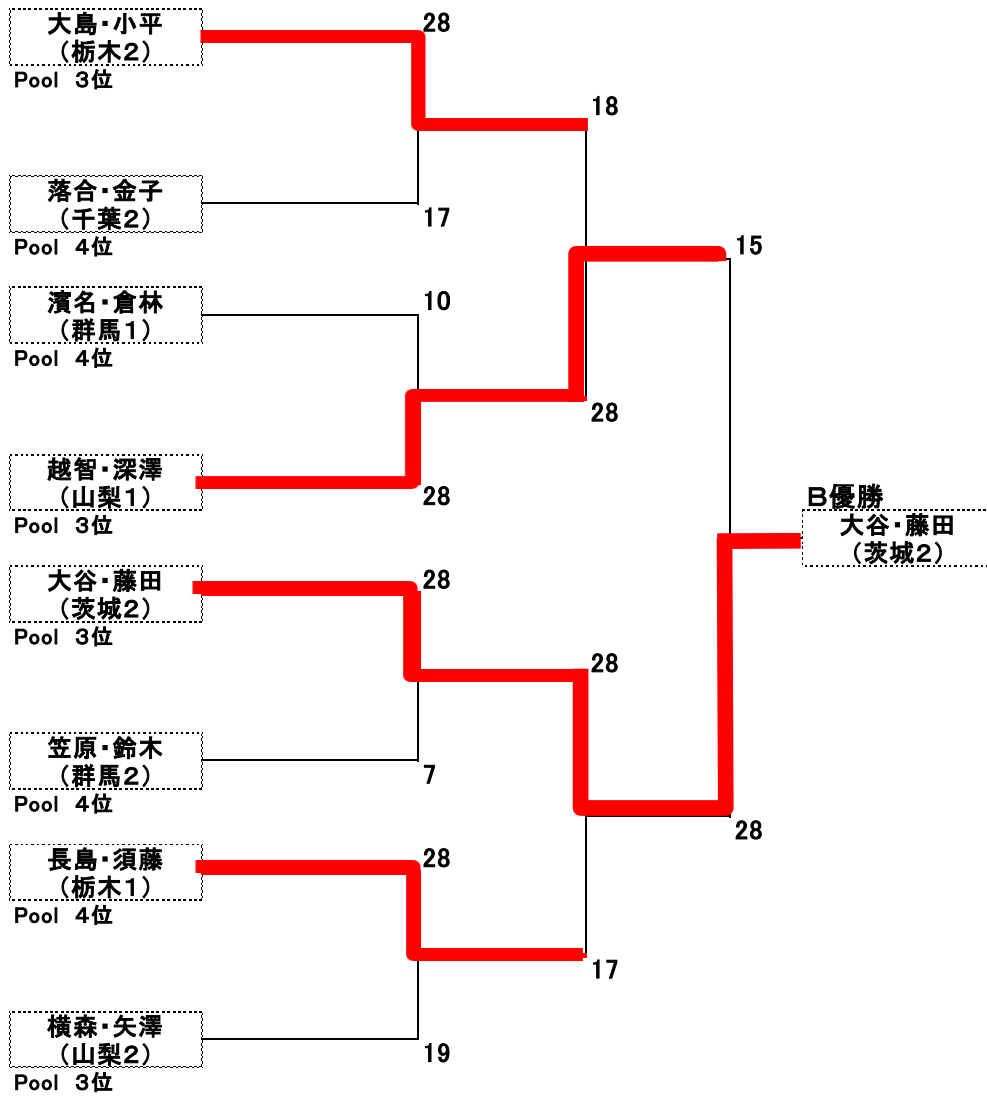 大島・小平
（栃木２）
Pool ３位
28
18
落合・金子
（千葉２）
Pool ４位
17
15
濱名・倉林
（群馬１）
Pool ４位
10
28
越智・深澤
（山梨１）
Pool ３位
28
B優勝
大谷・藤田
（茨城２）
大谷・藤田
（茨城２）
Pool ３位
28
28
笠原・鈴木
（群馬２）
Pool ４位
7
28
長島・須藤
（栃木１）
Pool ４位
28
17
横森・矢澤
（山梨２）
Pool ３位
19